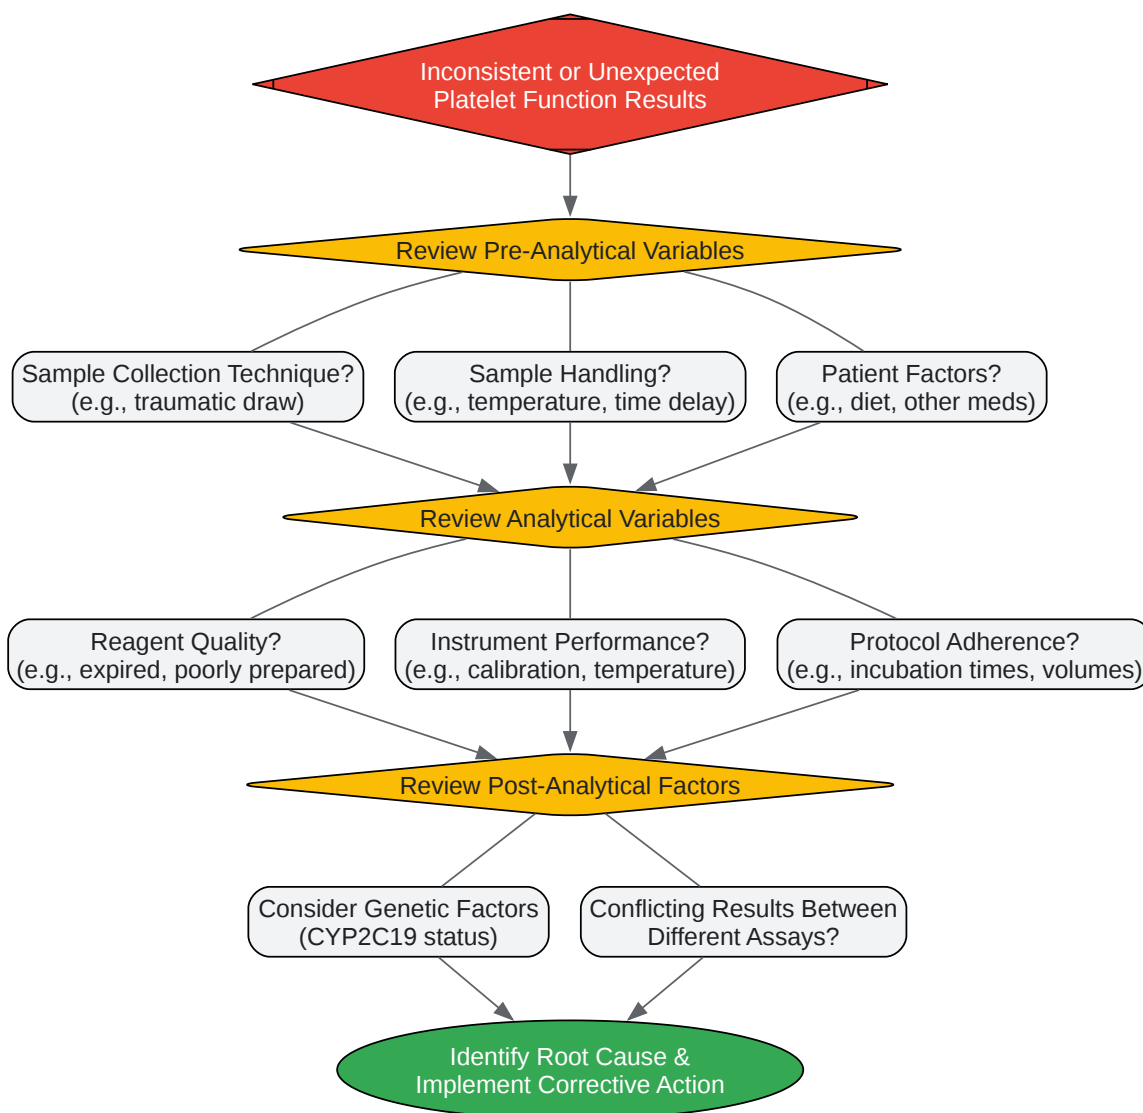 Inconsistent or Unexpected
Platelet Function Results
Review Pre-Analytical Variables
Sample Collection Technique?
(e.g., traumatic draw)
Sample Handling?
(e.g., temperature, time delay)
Patient Factors?
(e.g., diet, other meds)
Review Analytical Variables
Reagent Quality?
(e.g., expired, poorly prepared)
Instrument Performance?
(e.g., calibration, temperature)
Protocol Adherence?
(e.g., incubation times, volumes)
Review Post-Analytical Factors
Consider Genetic Factors
(CYP2C19 status)
Conflicting Results Between
Different Assays?
Identify Root Cause &
Implement Corrective Action